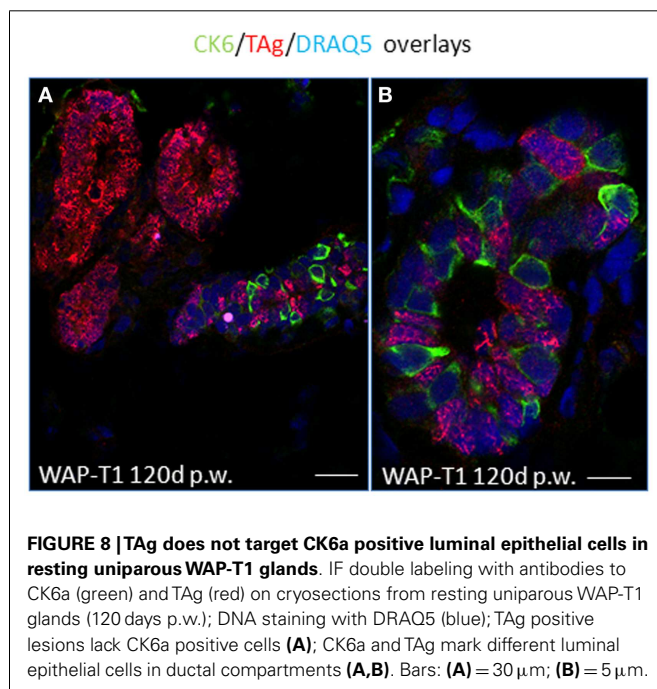 CK6/TAg/DRAQ5 overlays
A
B
WAP-T1 120d p.w.
WAP-T1 120d p.w.
FIGURE 8 | TAg does not target CK6a positive luminal epithelial cells in
resting uniparous WAP-T1 glands. IF double labeling with antibodies to
CK6a (green) and TAg (red) on cryosections from resting uniparous WAP-T1
glands (120 days p.w.); DNA staining with DRAQ5 (blue); TAg positive
lesions lack CK6a positive cells (A); CK6a and TAg mark different luminal
epithelial cells in ductal compartments (A,B). Bars: (A) = 30 μm; (B) = 5 μm.